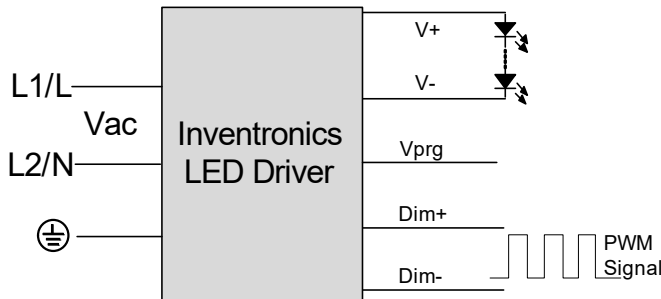 V+
L1/L
V-
Vac
Inventronics
LED Driver
L2/N
Vprg
Dim+
PWM
Signal
Dim-